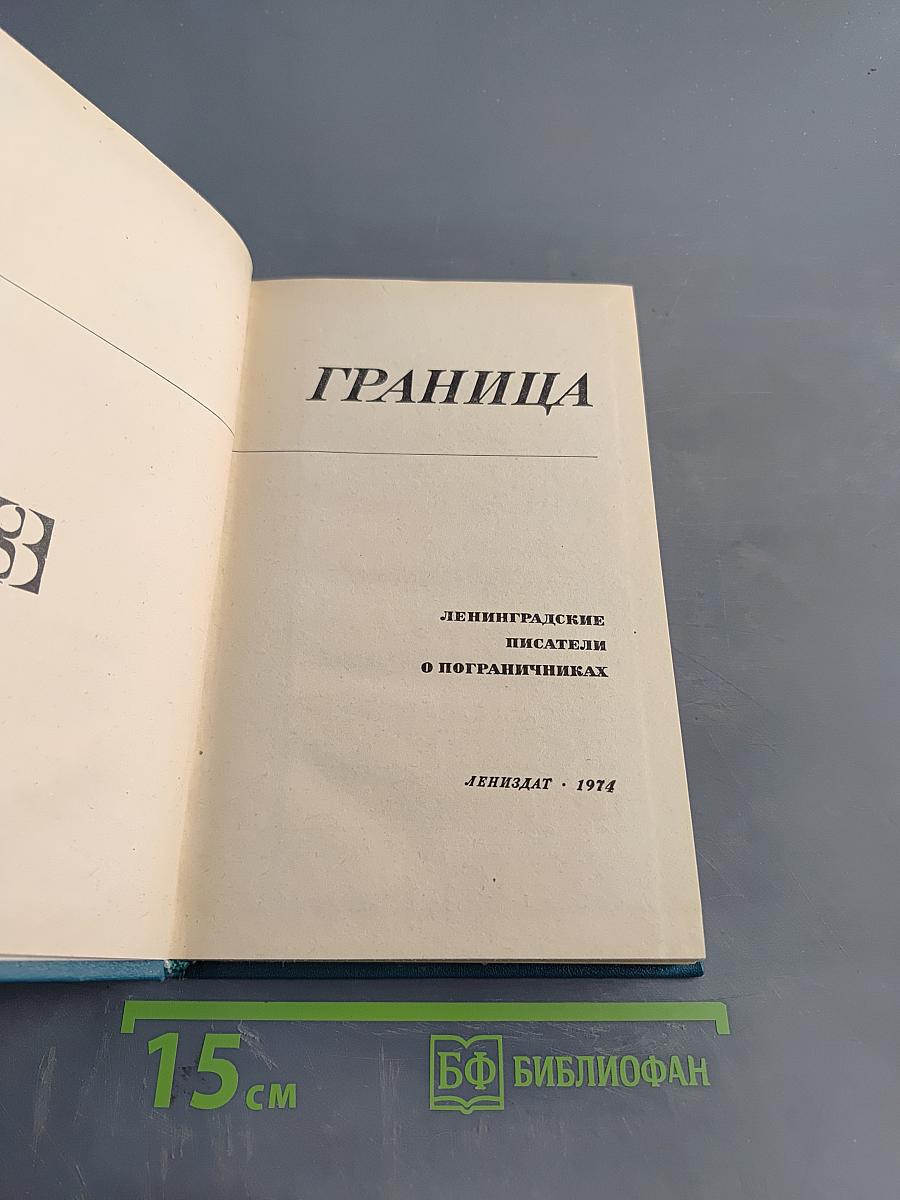 ГРАНИЦА
ЛЕНИНГРАДСКИЕ
ПИСАТЕЛИ
О ПОГРАНИЧНИКАХ
ЛЕНИЗДАТ · 1974
15 см
БФ БИБЛИОФАН